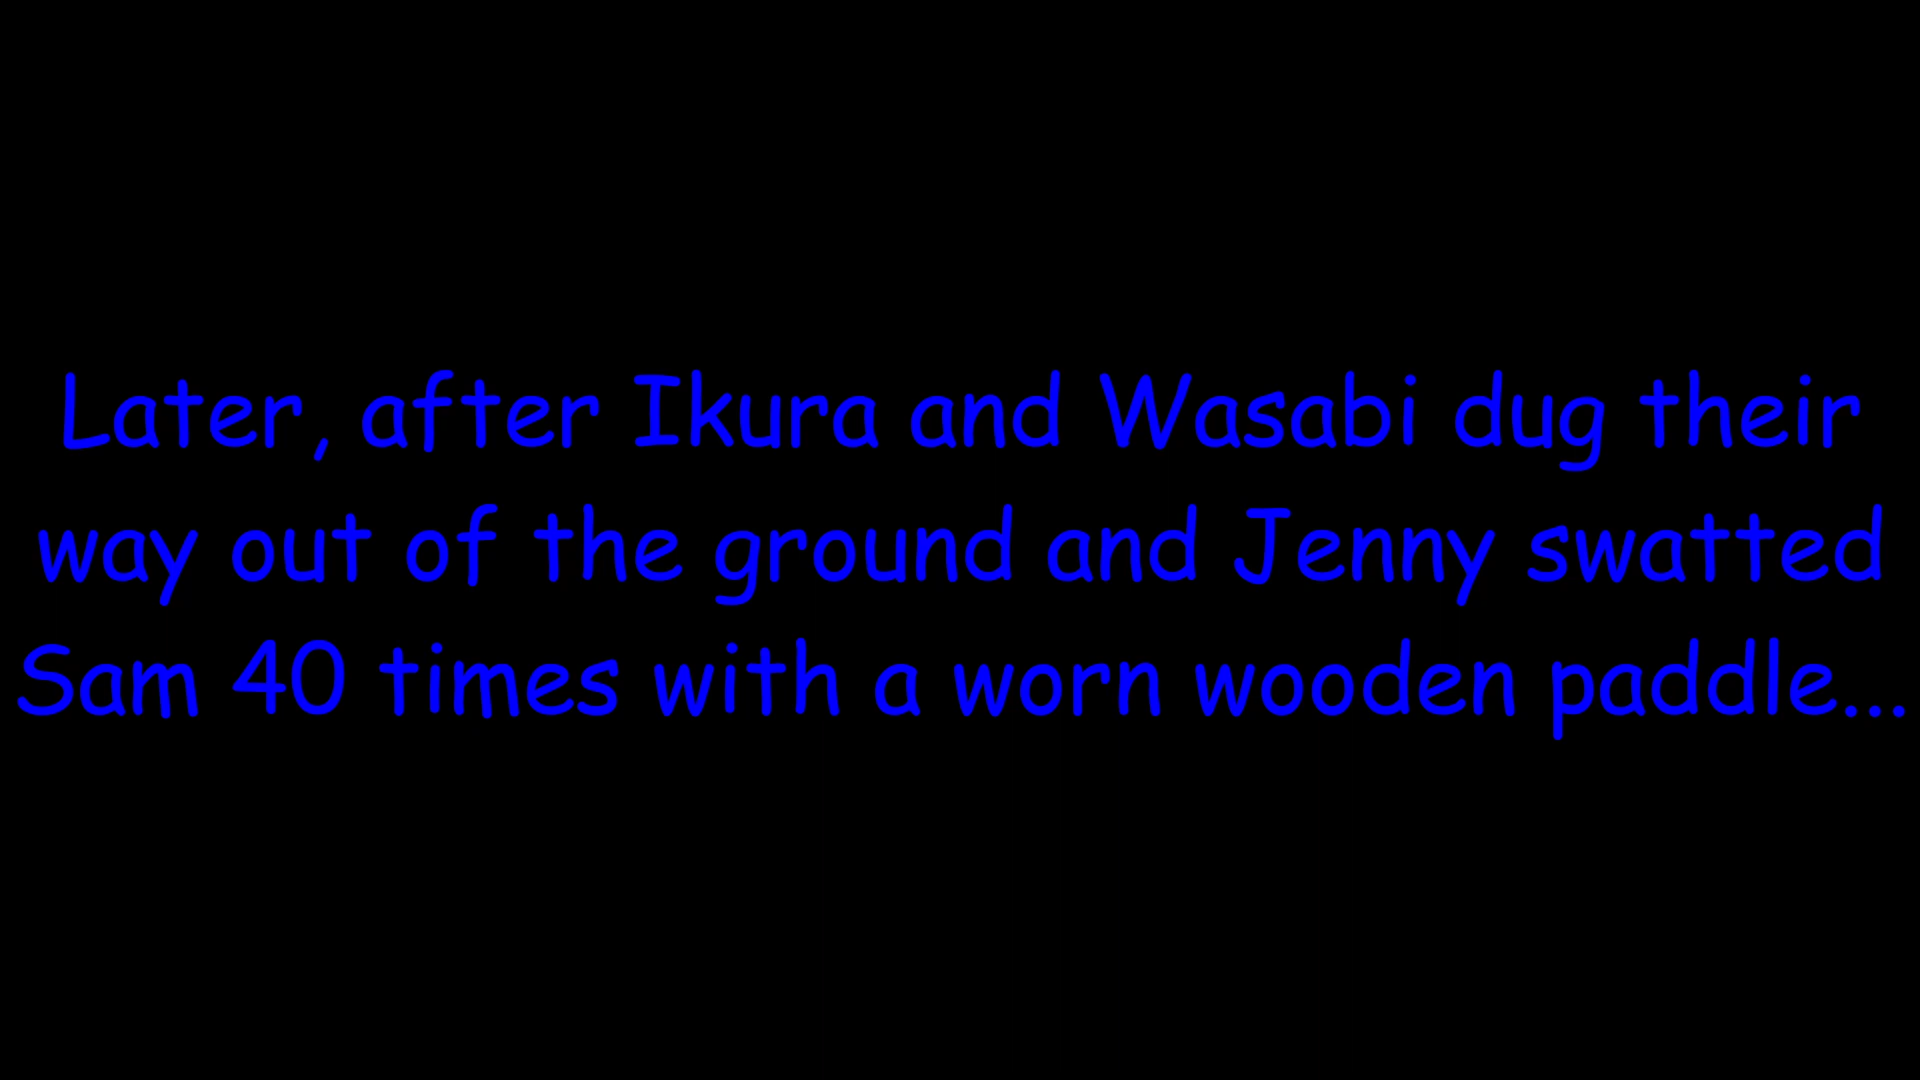 Later, after Ikura and Wasabi dug their
way out of the ground and Jenny swatted
Sam 40 times with a worn wooden paddle...